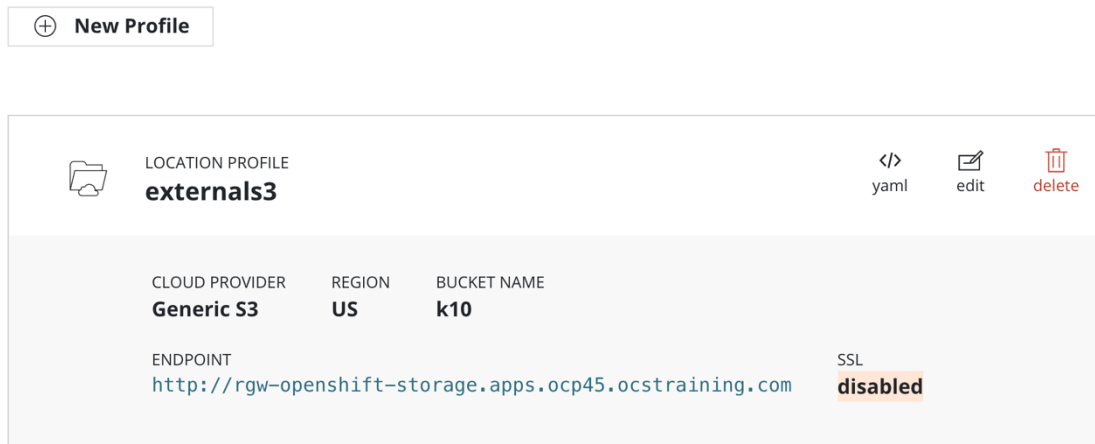 New Profile
LOCATION PROFILE
externals3
yaml edit delete
CLOUD PROVIDER REGION BUCKET NAME
Generic S3 US k10
ENDPOINT SSL
http://rgw-openshift-storage.apps.ocp45.ocstraining.com disabled